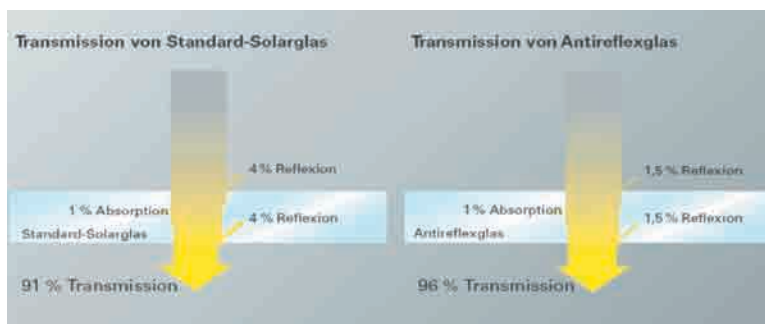 Transmission von Standard-Solarglas
4 % Reflexion
1 % Absorption
4 % Reflexion
Standard-Solarglas
91 % Transmission
Transmission von Antireflexglas
1,5 % Reflexion
1 % Absorption
1,5 % Reflexion
Antireflexglas
96 % Transmission